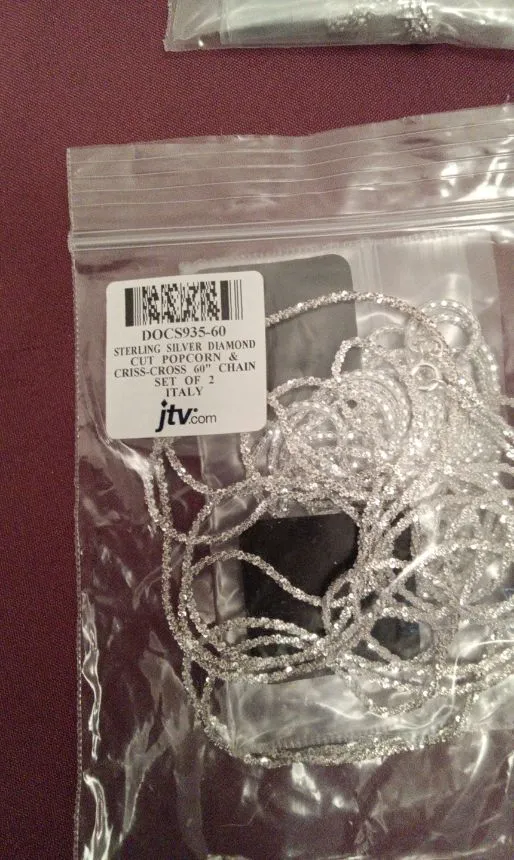 DOCS935-60
STERLING SILVER DIAMOND
CUT POPCORN &
CRISS-CROSS 60" CHAIN
SET OF 2
ITALY
jtv.com